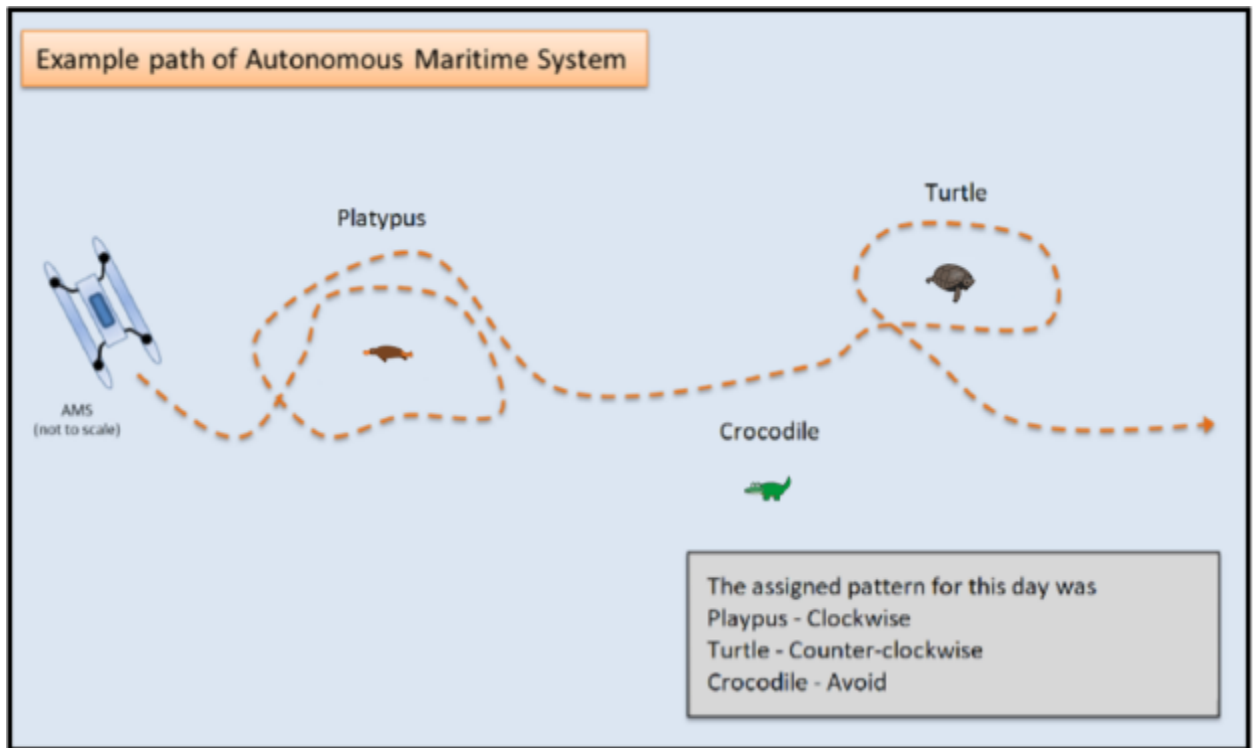 Example path of Autonomous Maritime System
Turtle
Platypus
AMS
(not to scale)
Crocodile
The assigned pattern for this day was
Playpus - Clockwise
Turtle - Counter-clockwise
Crocodile - Avoid